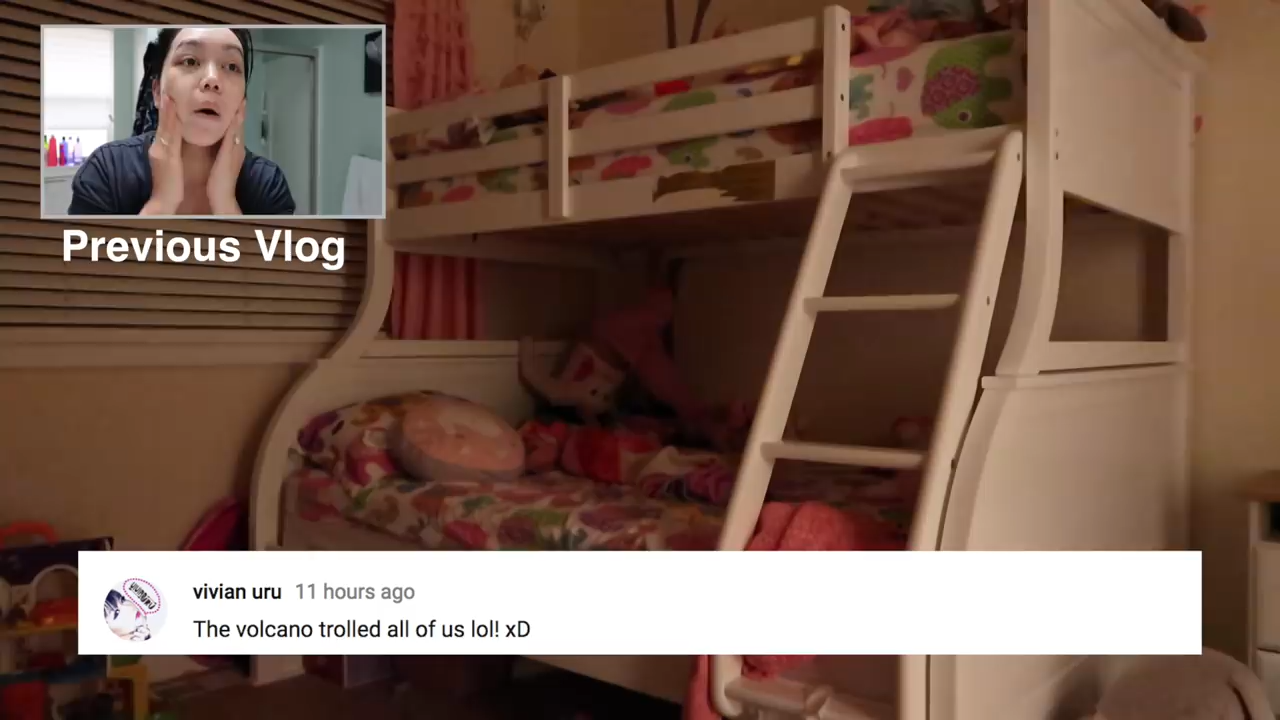 Previous Vlog
vivian uru 11 hours ago
The volcano trolled all of us lol! xD